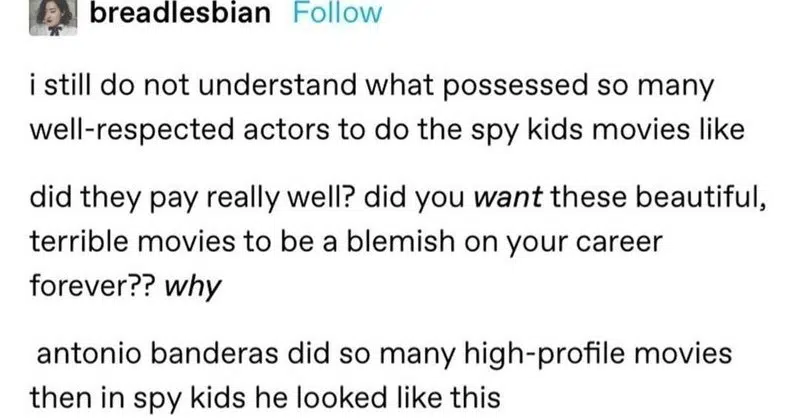 breadlesbian Follow
i still do not understand what possessed so many
well-respected actors to do the spy kids movies like
did they pay really well? did you want these beautiful,
terrible movies to be a blemish on your career
forever?? why
antonio banderas did so many high-profile movies
then in spy kids he looked like this